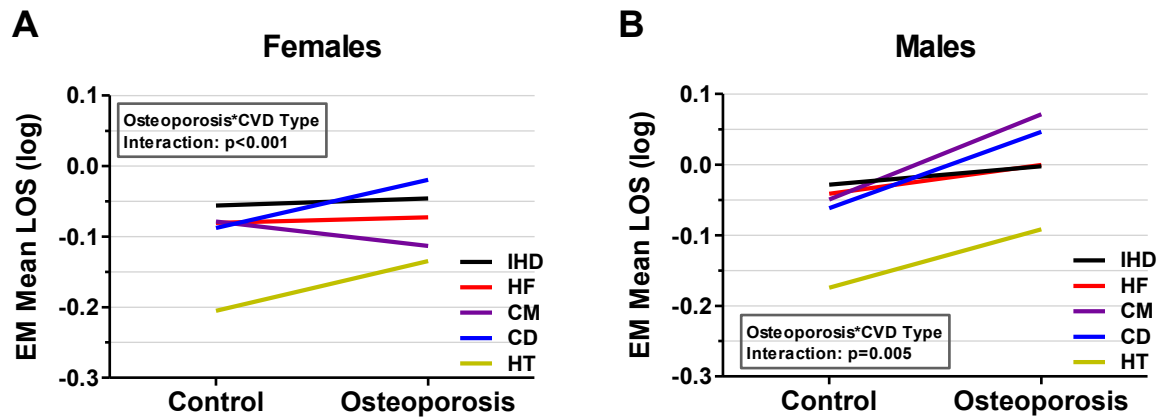 A
Females
EM Mean LOS (log)
0.1
0.0
-0.1
-0.2
-0.3
Osteoporosis*CVD Type
Interaction: p<0.001
IHD
HF
CM
CD
HT
Control
Osteoporosis
B
Males
EM Mean LOS (log)
0.1
0.0
-0.1
-0.2
-0.3
Osteoporosis*CVD Type
Interaction: p=0.005
IHD
HF
CM
CD
HT
Control
Osteoporosis